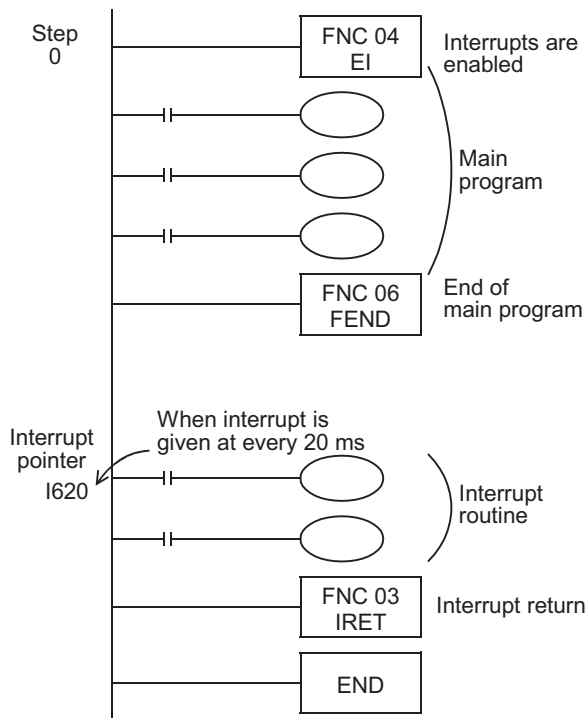 Step
0
FNC 04
EI
Interrupts are
enabled
Main
program
FNC 06
FEND
End of
main program
When interrupt is
given at every 20 ms
Interrupt
pointer
I620
Interrupt
routine
FNC 03
IRET
Interrupt return
END